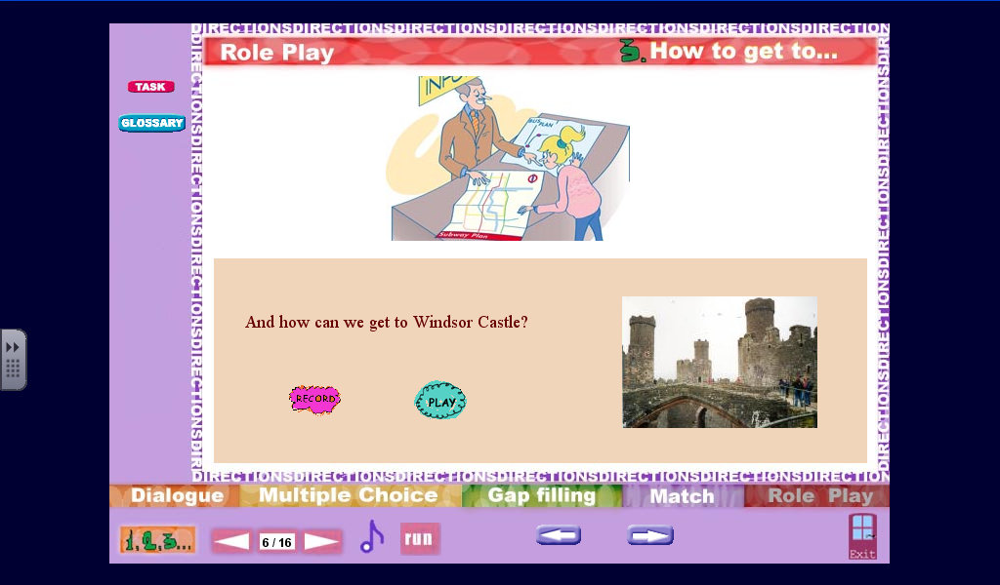 DIRECTIONSDIRECTIONSDIRECTIONSDIRECTIONSDIRECTIONSDIRECTIONSDIRECTION
Role Play
3. How to get to...
TASK
GLOSSARY
INFO
BUS PLAN
Subway Plan
And how can we get to Windsor Castle?
RECORD
PLAY
DIRECTIONSDIRECTIONSDIRECTIONSDIRECTIONSDIRECTIONSDIRECTIONSDIRECTION
Dialogue
Multiple Choice
Gap filling
Match
Role Play
1,2,3...
6 / 16
run
Exit